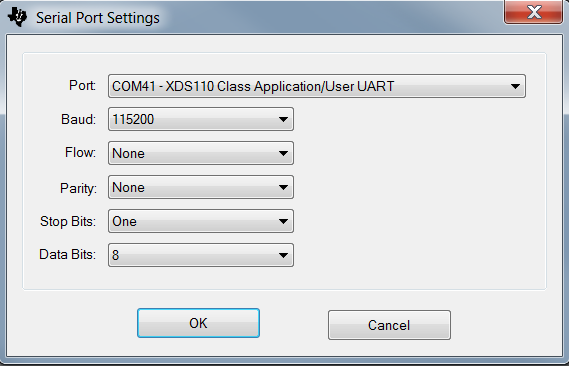 Serial Port Settings
Port: COM41 - XDS110 Class Application/User UART
Baud: 115200
Flow: None
Parity: None
Stop Bits: One
Data Bits: 8
OK Cancel